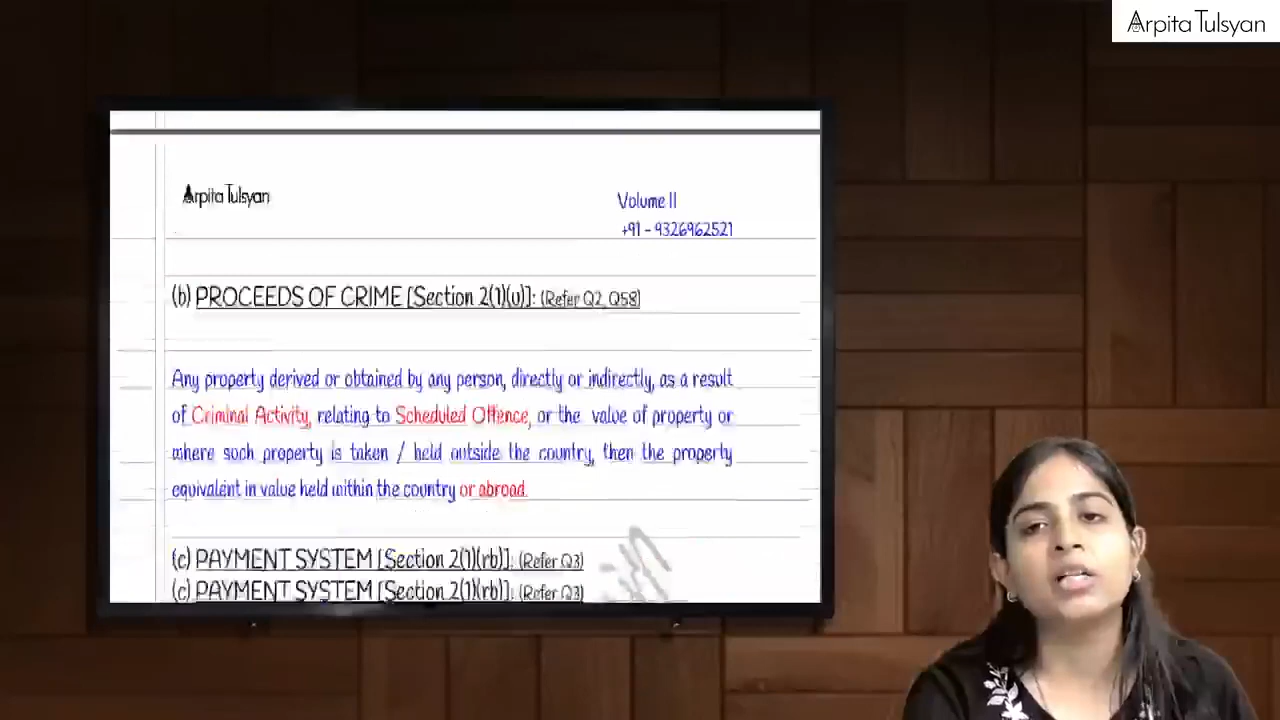 Arpita Tulsyan
Arpita Tulsyan
Volume II
+91 - 9326962521
(b) PROCEEDS OF CRIME [Section 2(1)(u)]: (Refer Q2, Q58)
Any property derived or obtained by any person, directly or indirectly, as a result
of Criminal Activity, relating to Scheduled Offence, or the value of property or
where such property is taken / held outside the country, then the property
equivalent in value held within the country or abroad.
(c) PAYMENT SYSTEM [Section 2(1)(rb)]: (Refer Q3)
(c) PAYMENT SYSTEM [Section 2(1)(rb)]: (Refer Q3)